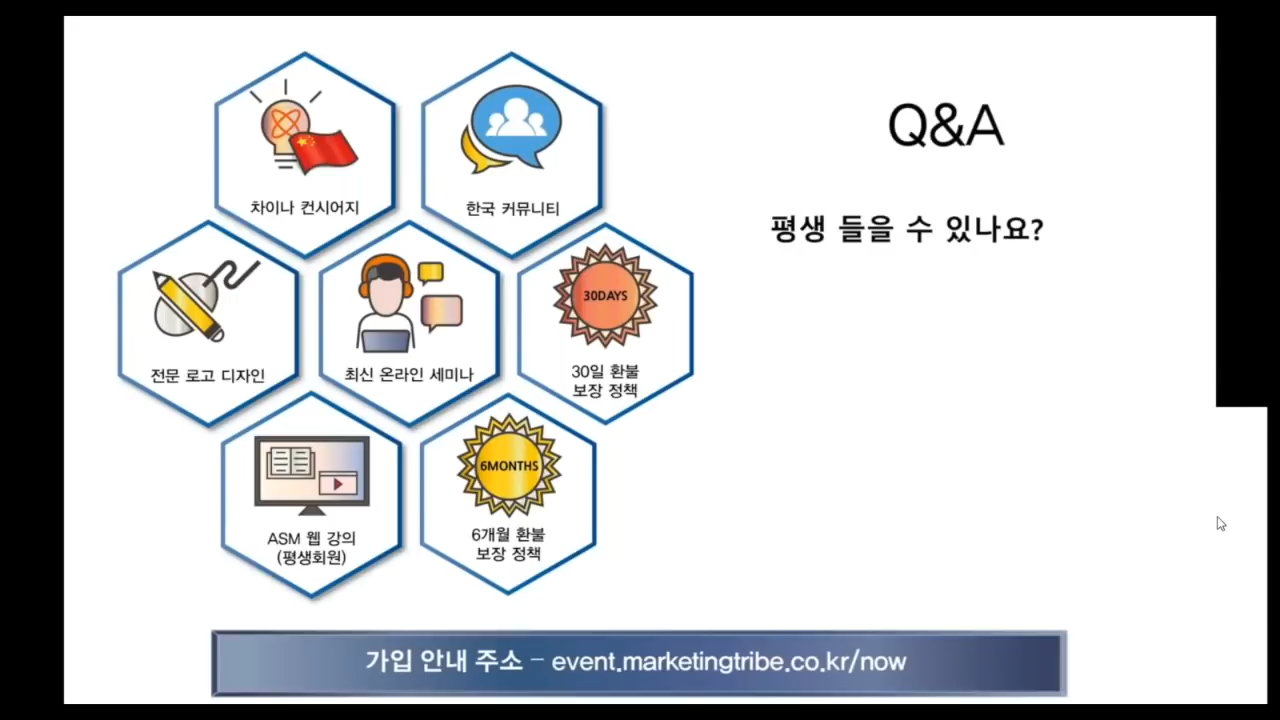 차이나 컨시어지
한국 커뮤니티
전문 로고 디자인
최신 온라인 세미나
30DAYS
30일 환불
보장 정책
ASM 웹 강의
(평생회원)
6MONTHS
6개월 환불
보장 정책
Q&A
평생 들을 수 있나요?
가입 안내 주소 – event.marketingtribe.co.kr/now